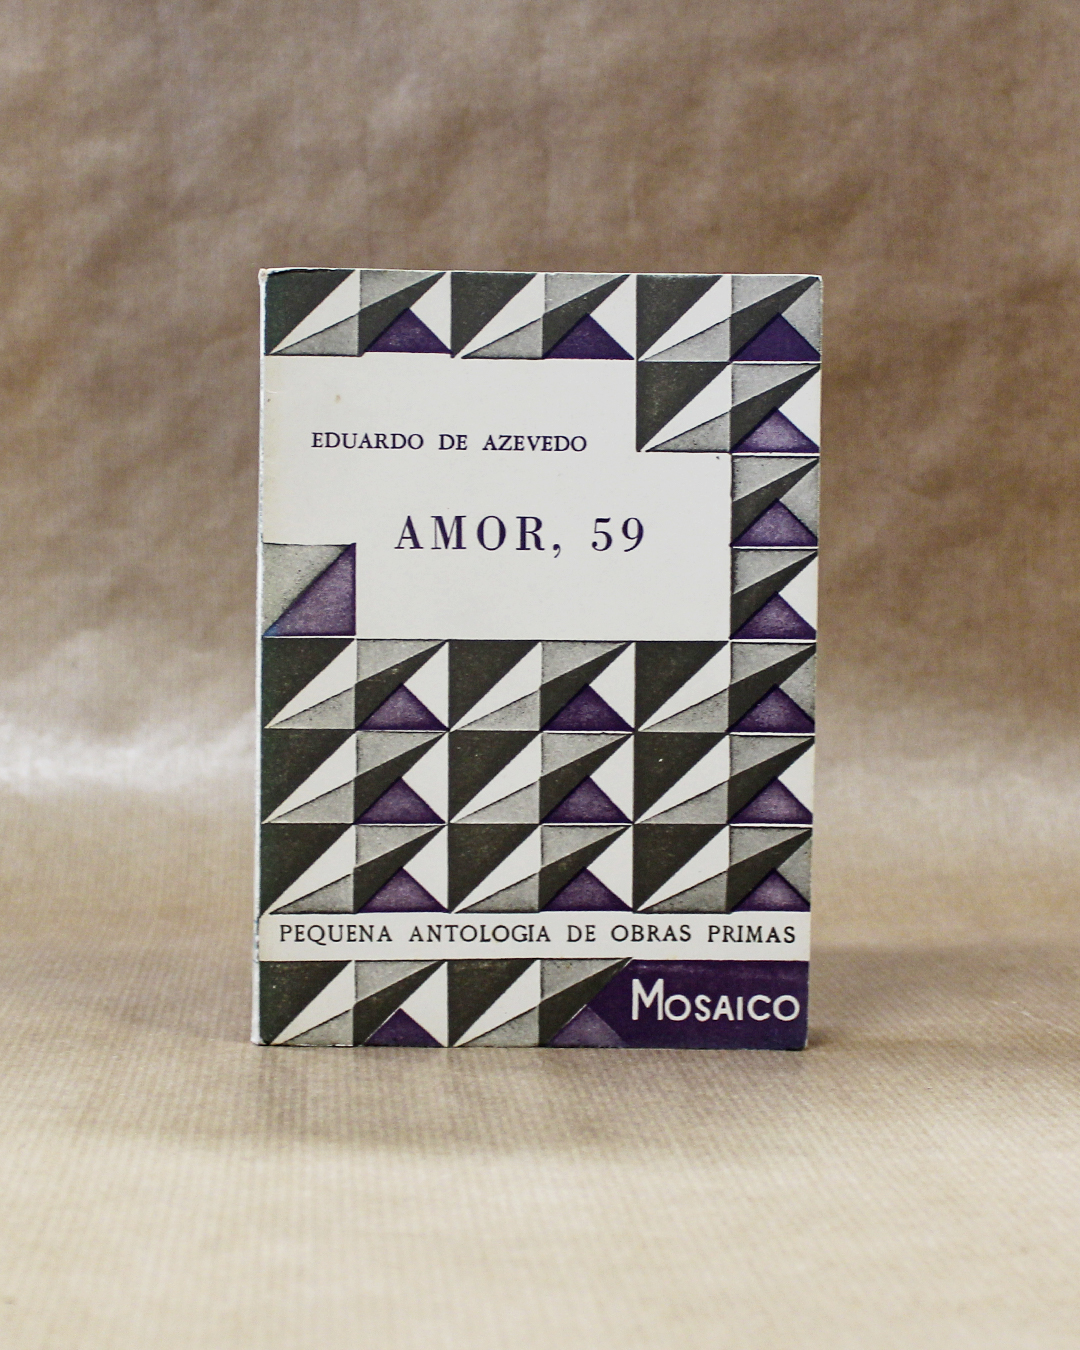 EDUARDO DE AZEVEDO
AMOR, 59
PEQUENA ANTOLOGIA DE OBRAS PRIMAS
MOSAICO